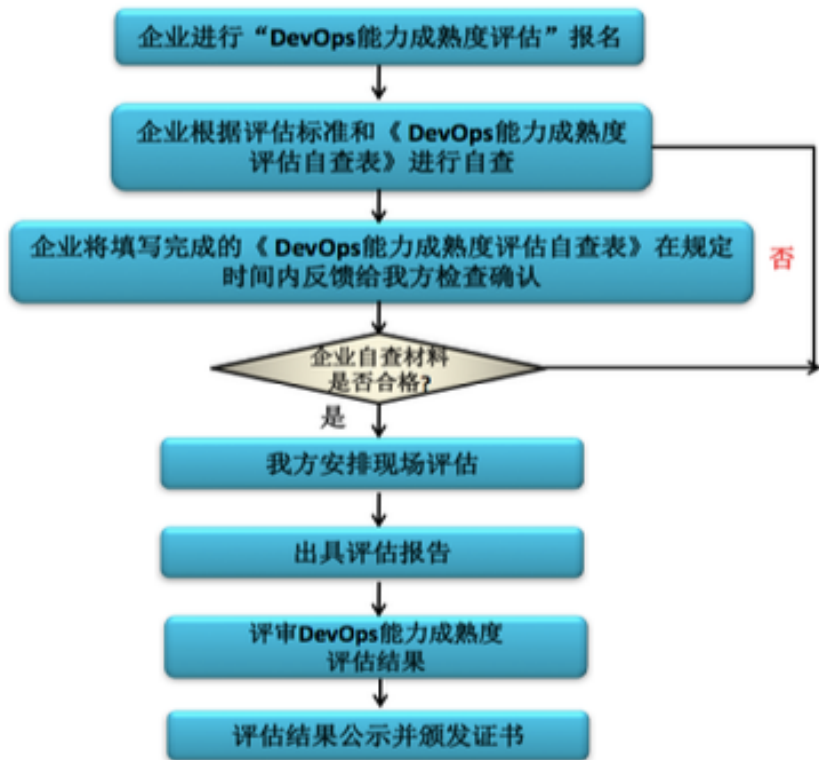 企业进行“DevOps能力成熟度评估”报名
企业根据评估标准和《 DevOps能力成熟度
评估自查表》进行自查
企业将填写完成的《 DevOps能力成熟度评估自查表》在规定
时间内反馈给我方检查确认
否
企业自查材料
是否合格?
是
我方安排现场评估
出具评估报告
评审DevOps能力成熟度
评估结果
评估结果公示并颁发证书